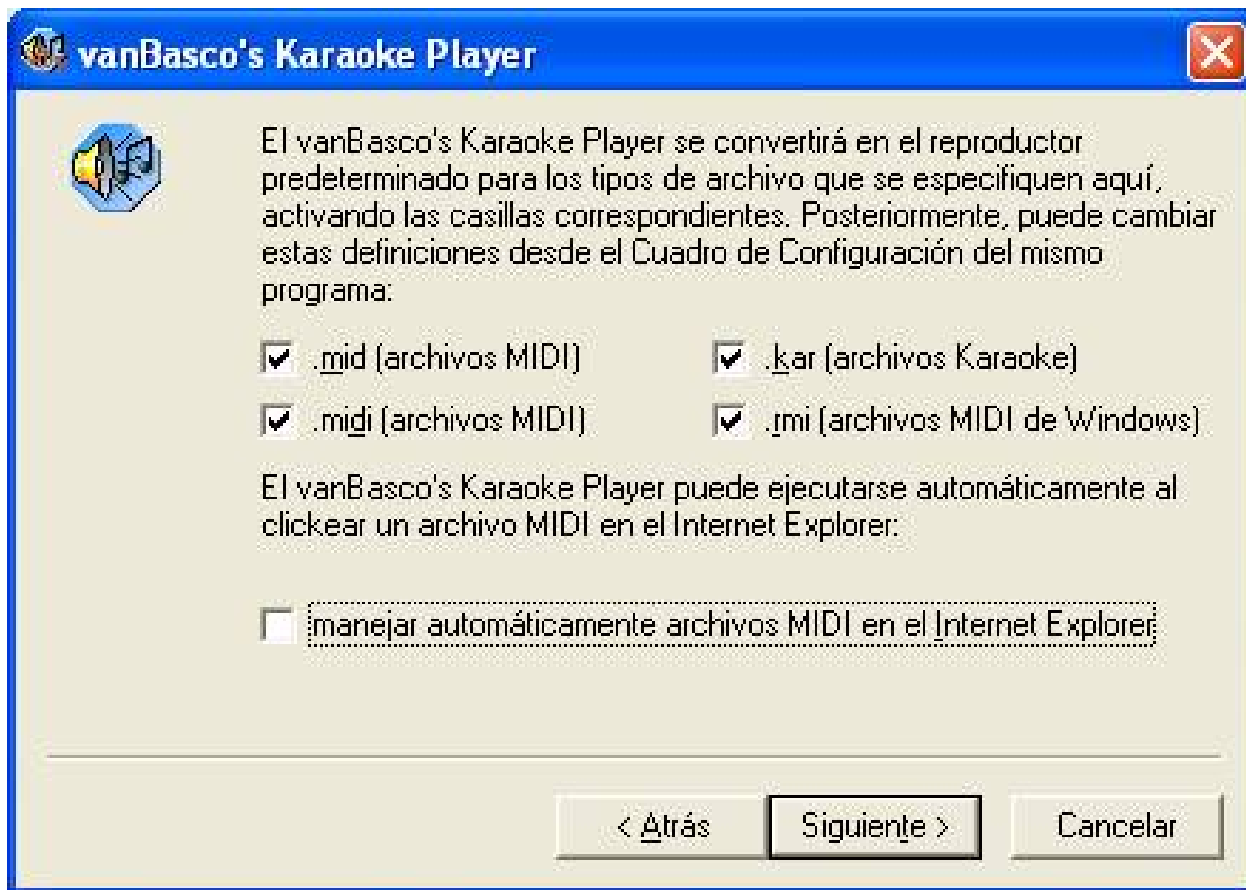 vanBasco's Karaoke Player
El vanBasco's Karaoke Player se convertirá en el reproductor
predeterminado para los tipos de archivo que se especifiquen aquí,
activando las casillas correspondientes. Posteriormente, puede cambiar
estas definiciones desde el Cuadro de Configuración del mismo
programa:
.mid (archivos MIDI)
.kar (archivos Karaoke)
.midi (archivos MIDI)
.rmi (archivos MIDI de Windows)
El vanBasco's Karaoke Player puede ejecutarse automáticamente al
clickear un archivo MIDI en el Internet Explorer:
manejar automáticamente archivos MIDI en el Internet Explorer
< Atrás
Siguiente >
Cancelar